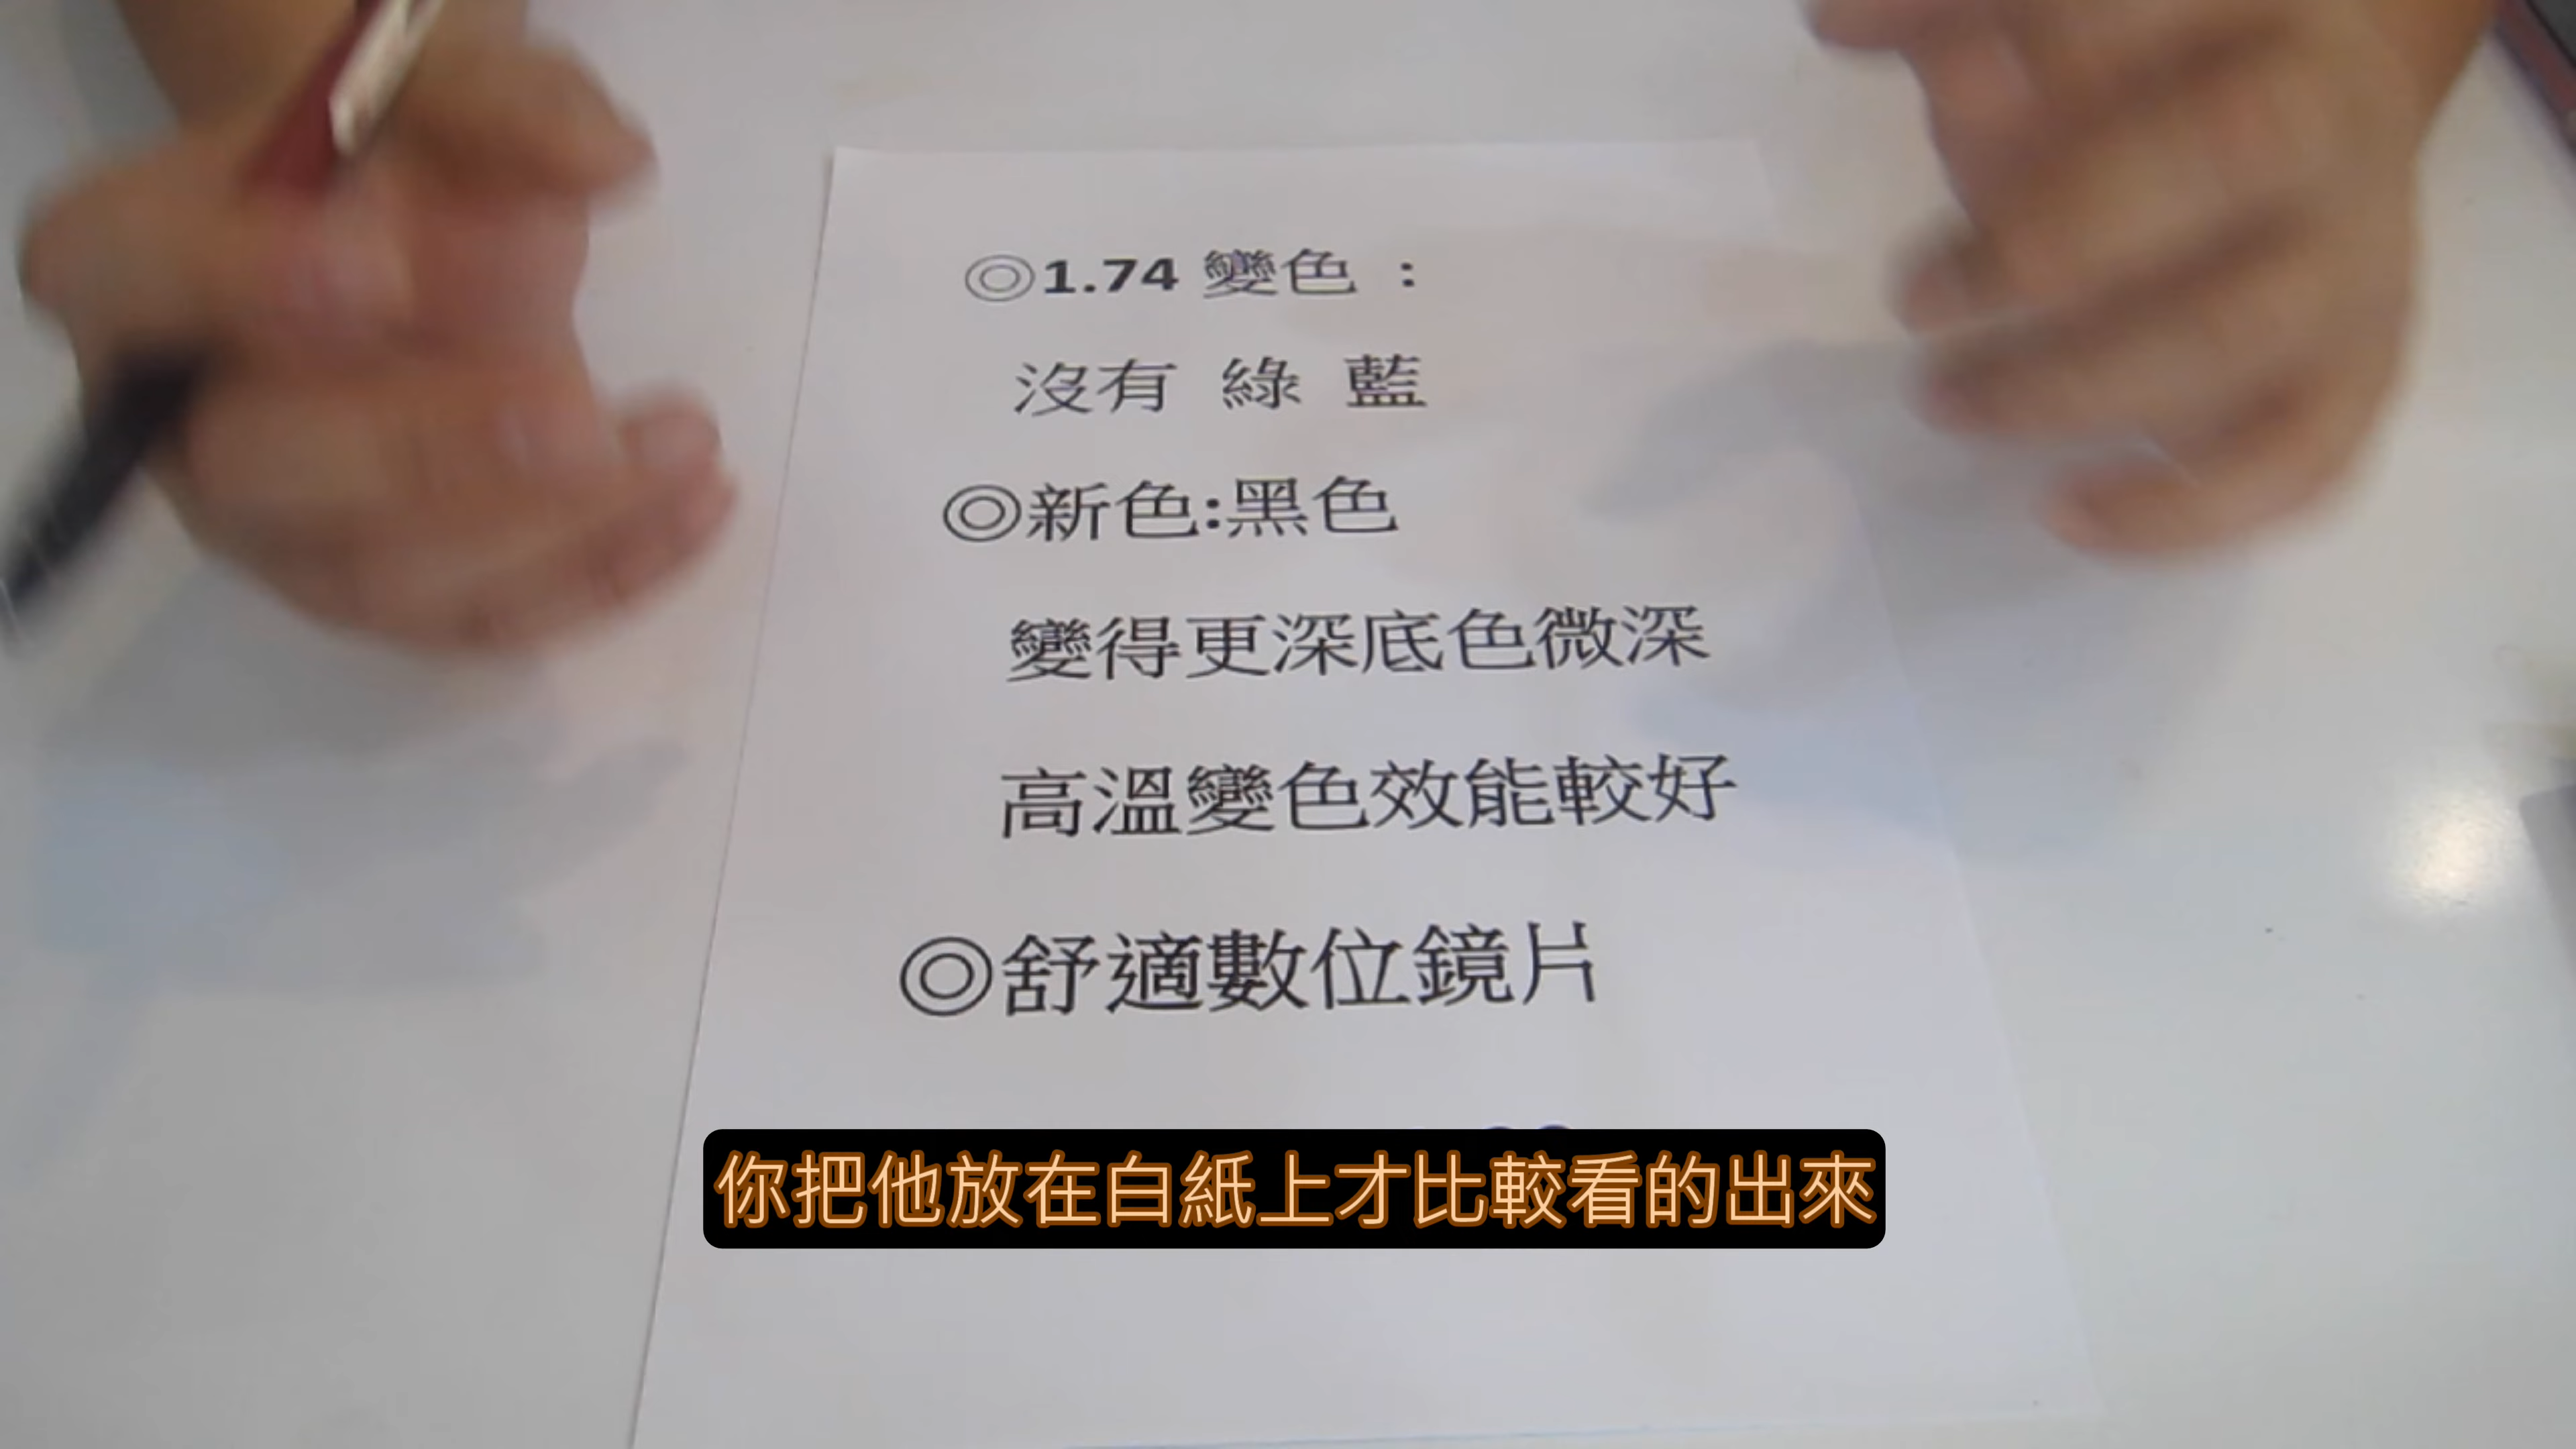 ◎1.74 變色 :
沒有 綠 藍
◎新色:黑色
變得更深底色微深
高溫變色效能較好
◎舒適數位鏡片
你把他放在白紙上才比較看的出來